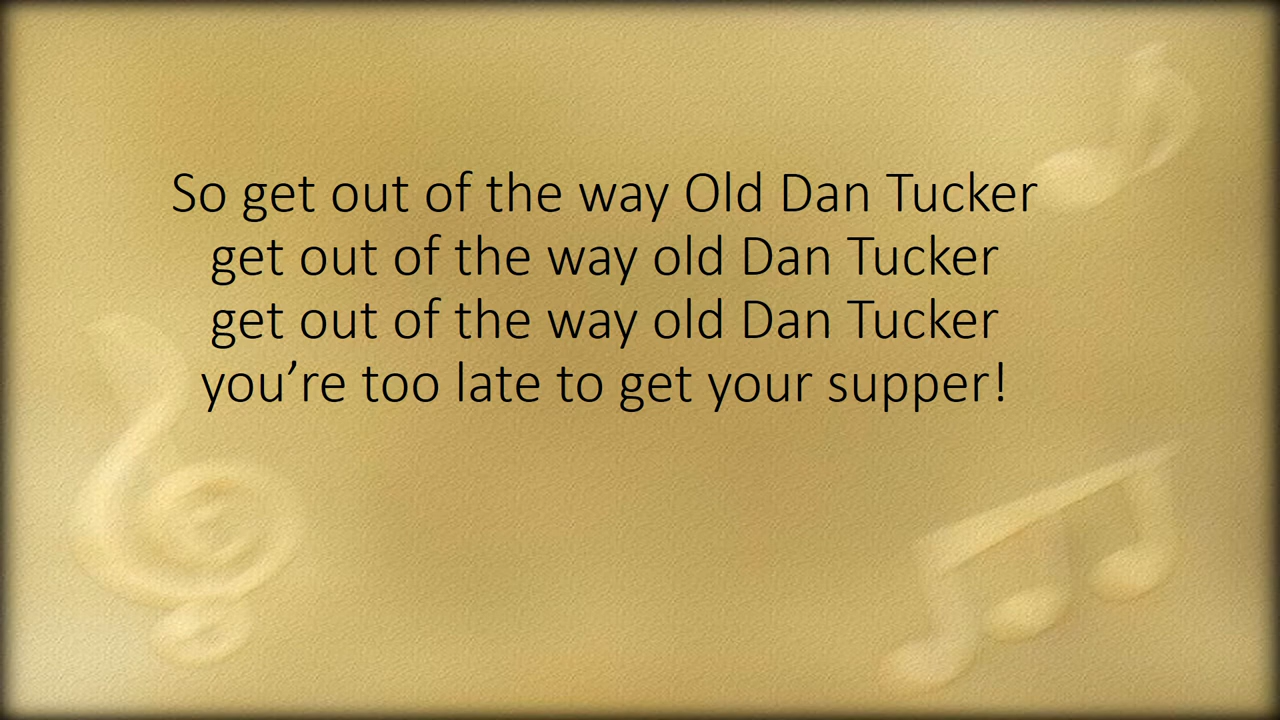 So get out of the way Old Dan Tucker
get out of the way old Dan Tucker
get out of the way old Dan Tucker
you’re too late to get your supper!